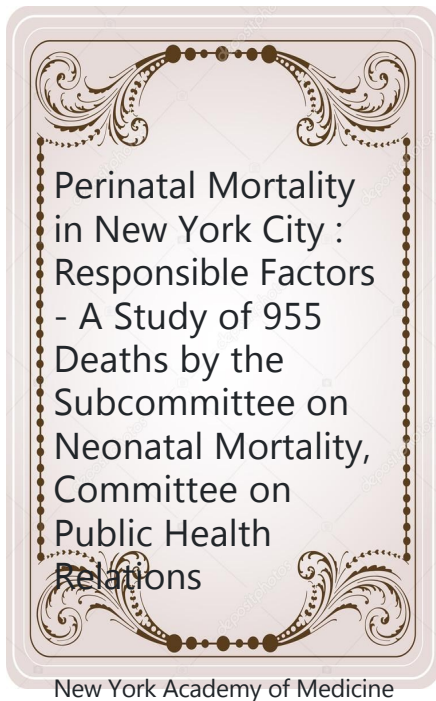 Perinatal Mortality
in New York City :
Responsible Factors
- A Study of 955
Deaths by the
Subcommittee on
Neonatal Mortality,
Committee on
Public Health
Relations
New York Academy of Medicine